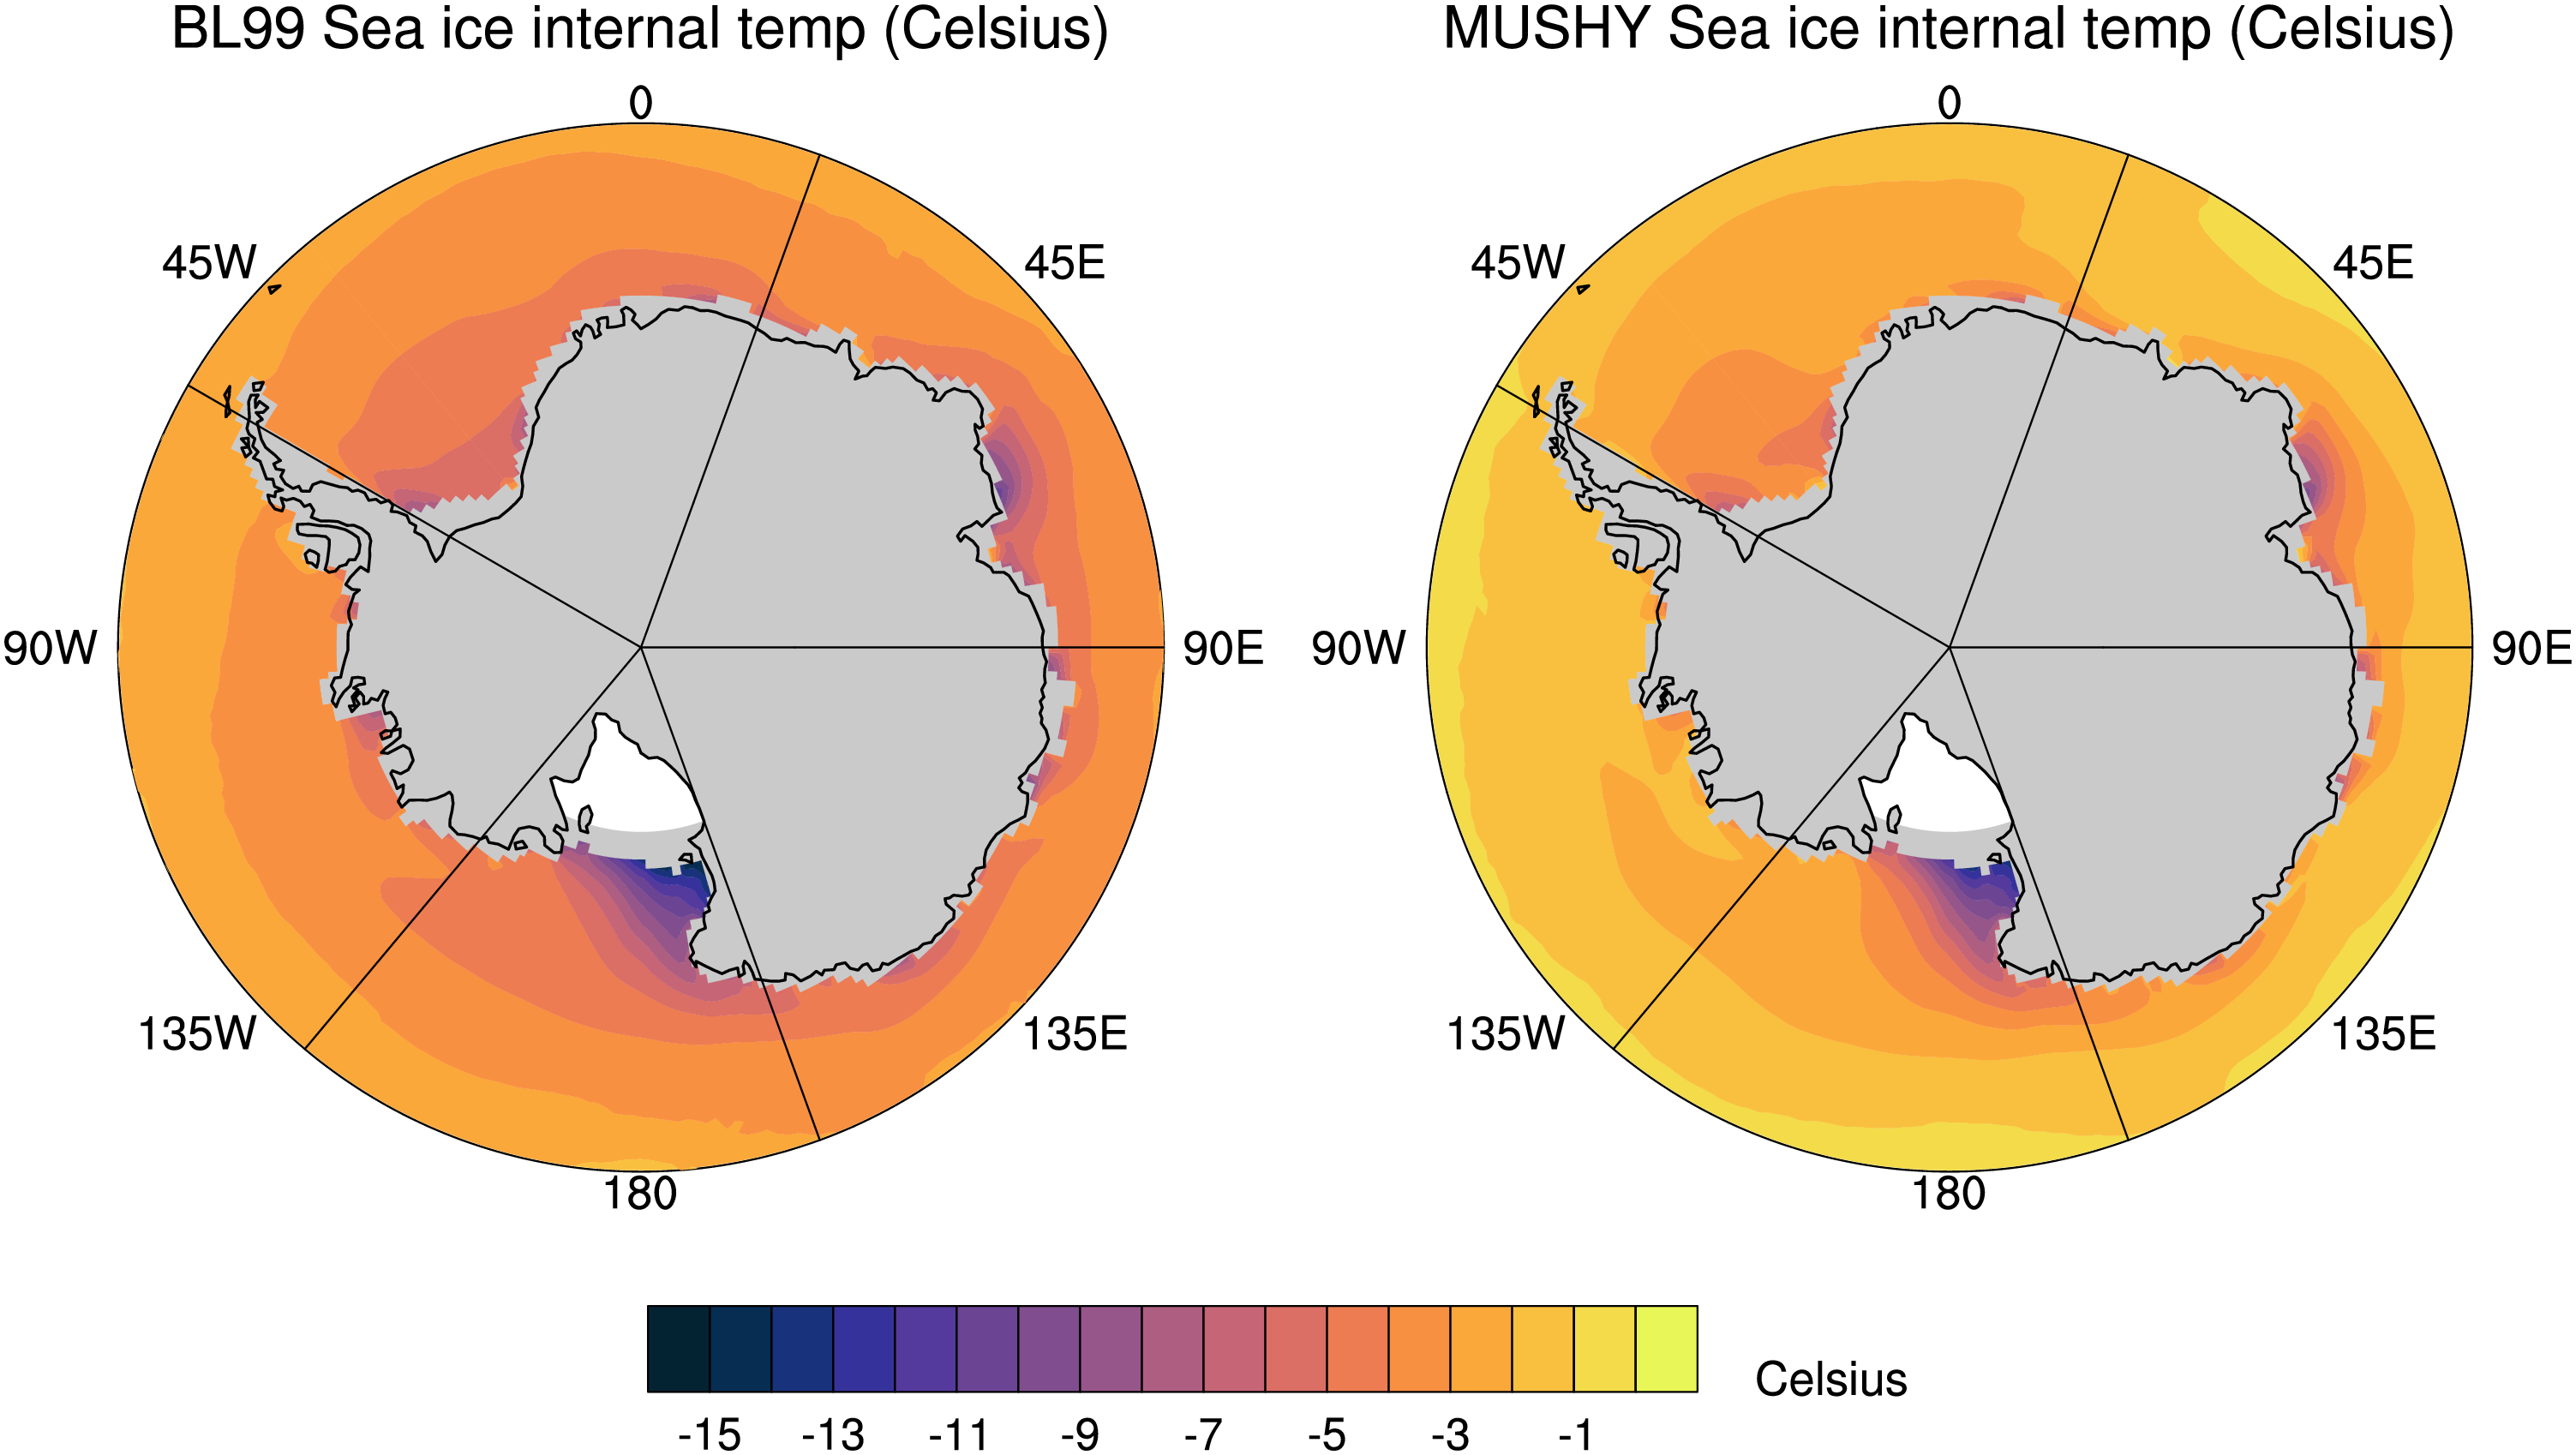 BL99 Sea ice internal temp (Celsius)
MUSHY Sea ice internal temp (Celsius)
0
45W
45E
90W
90E
135W
135E
180
0
45W
45E
90W
90E
135W
135E
180
Celsius
-15 -13 -11 -9 -7 -5 -3 -1